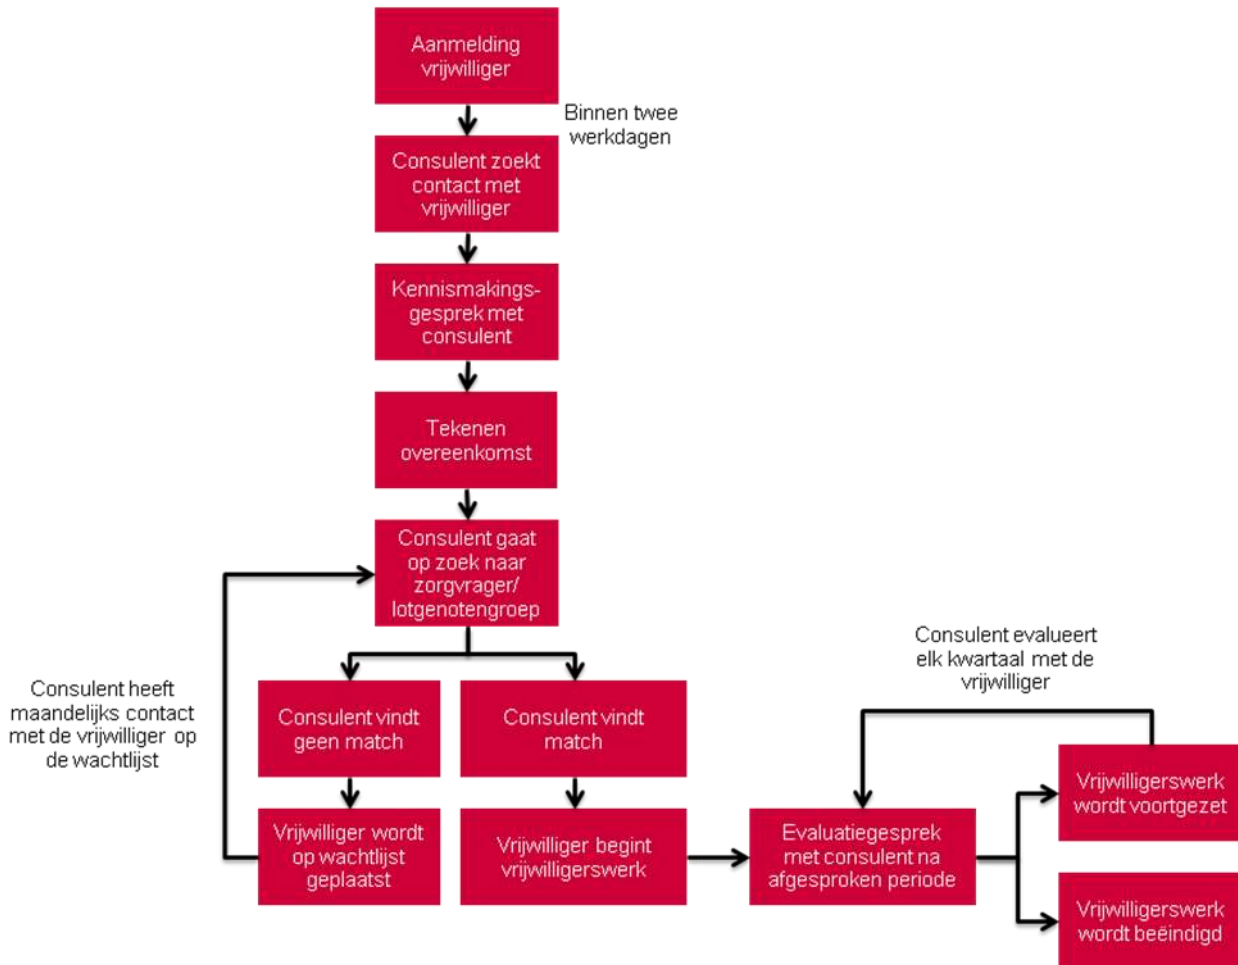 Aanmelding
vrijwilliger
Binnen twee
werkdagen
Consulent zoekt
contact met
vrijwilliger
Kennismakings-
gesprek met
consulent
Tekenen
overeenkomst
Consulent gaat
op zoek naar
zorgvrager/
lotgenotengroep
Consulent heeft
maandelijks contact
met de vrijwilliger op
de wachtlijst
Consulent vindt
geen match
Consulent vindt
match
Vrijwilliger wordt
op wachtlijst
geplaatst
Vrijwilliger begint
vrijwilligerswerk
Consulent evalueert
elk kwartaal met de
vrijwilliger
Evaluatiegesprek
met consulent na
afgesproken periode
Vrijwilligerswerk
wordt voortgezet
Vrijwilligerswerk
wordt beëindigd